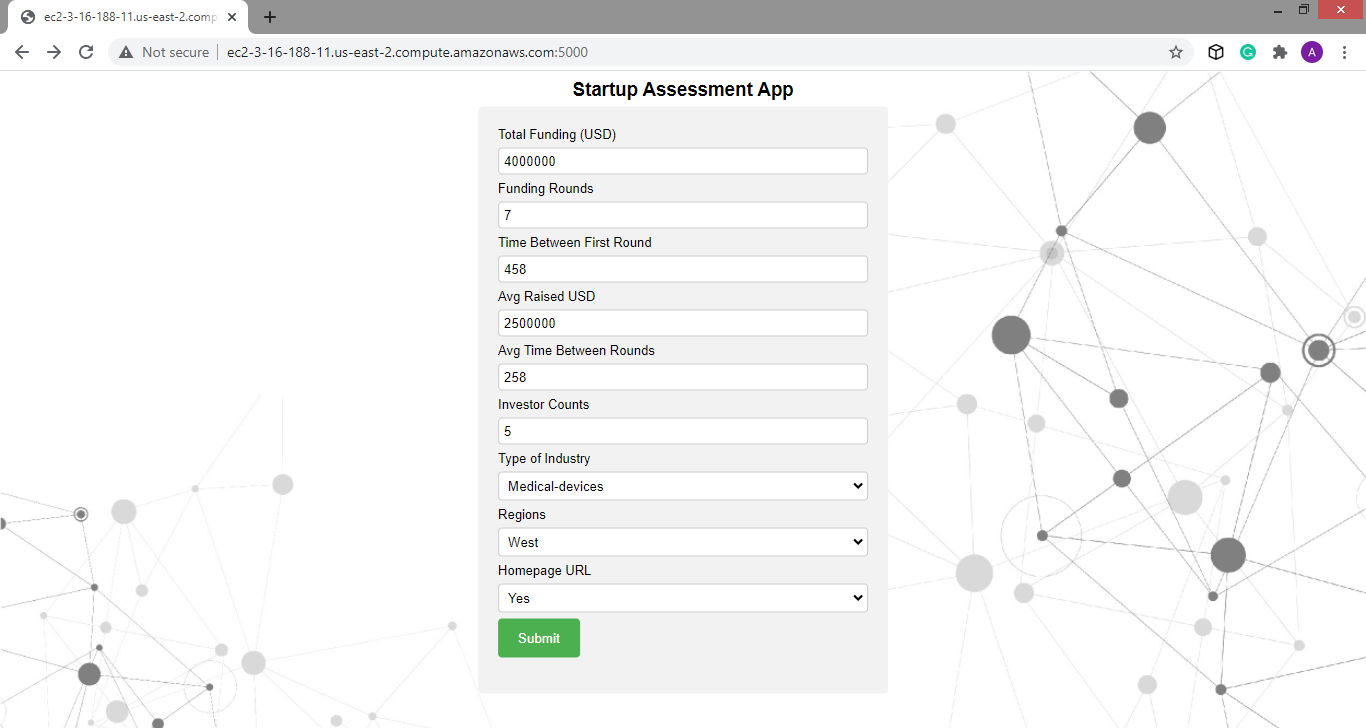 ec2-3-16-188-11.us-east-2.comp
Not secure
ec2-3-16-188-11.us-east-2.compute.amazonaws.com:5000
G
A
Startup Assessment App
Total Funding (USD)
4000000
Funding Rounds
7
Time Between First Round
458
Avg Raised USD
2500000
Avg Time Between Rounds
258
Investor Counts
5
Type of Industry
Medical-devices
Regions
West
Homepage URL
Yes
Submit